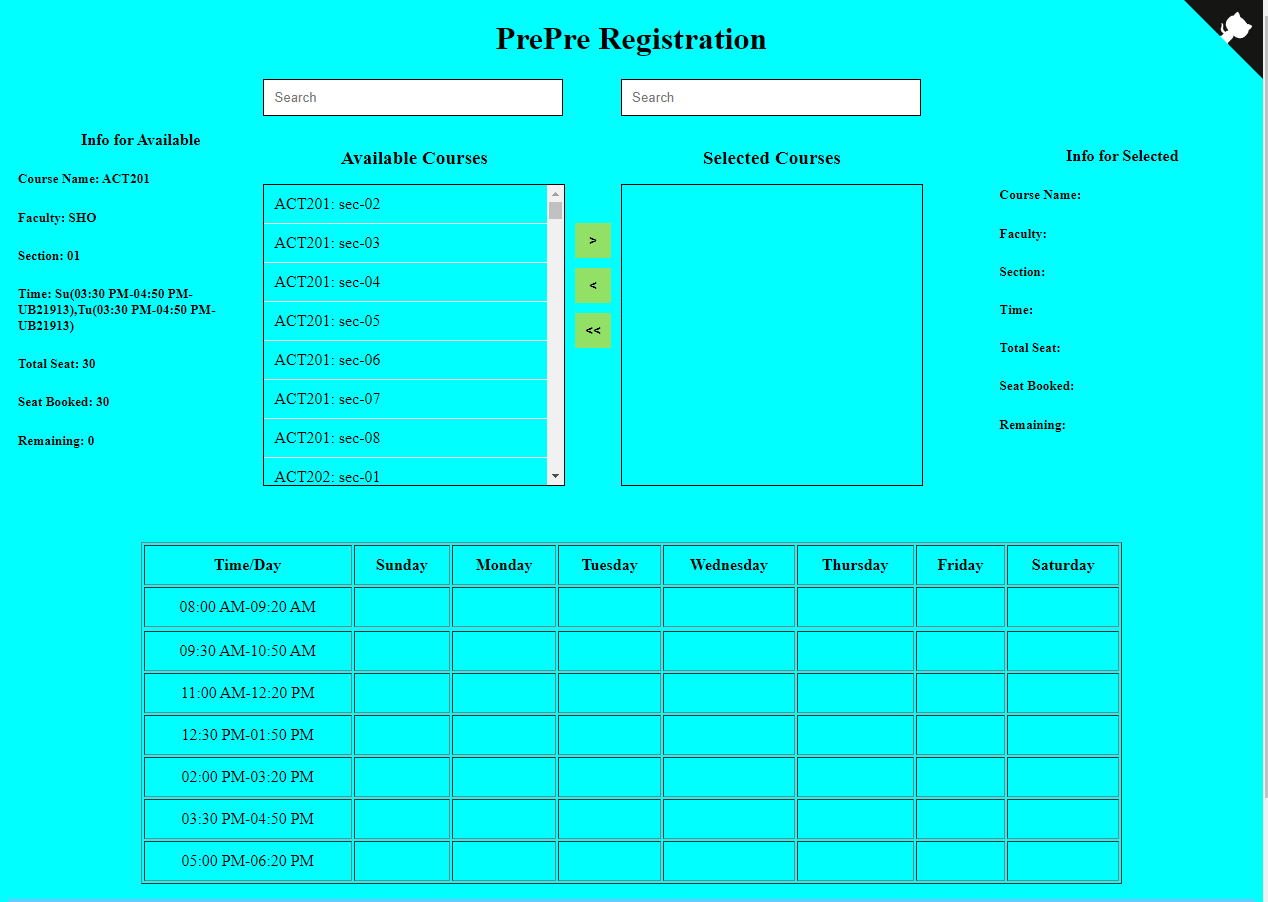 PrePre Registration
Search
Search
Info for Available
Course Name: ACT201
Faculty: SHO
Section: 01
Time: Su(03:30 PM-04:50 PM-
UB21913),Tu(03:30 PM-04:50 PM-
UB21913)
Total Seat: 30
Seat Booked: 30
Remaining: 0
Available Courses
ACT201: sec-02
ACT201: sec-03
ACT201: sec-04
ACT201: sec-05
ACT201: sec-06
ACT201: sec-07
ACT201: sec-08
ACT202: sec-01
>
<
<<
Selected Courses
Info for Selected
Course Name:
Faculty:
Section:
Time:
Total Seat:
Seat Booked:
Remaining:
Time/Day Sunday Monday Tuesday Wednesday Thursday Friday Saturday
08:00 AM-09:20 AM
09:30 AM-10:50 AM
11:00 AM-12:20 PM
12:30 PM-01:50 PM
02:00 PM-03:20 PM
03:30 PM-04:50 PM
05:00 PM-06:20 PM